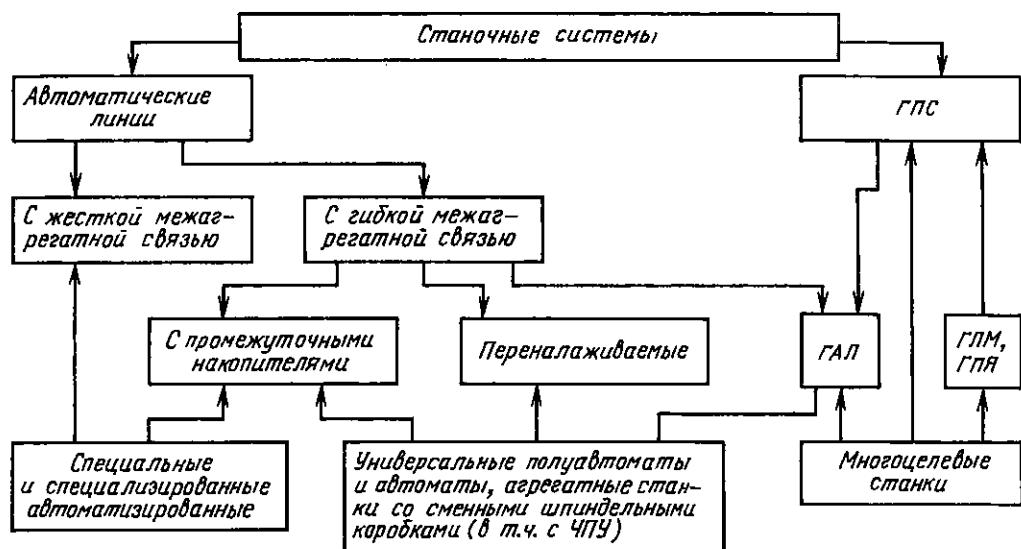 Станочные системы
Автоматические
линии
ГПС
С жесткой межаг-
регатной связью
С гибкой межаг-
регатной связью
С промежуточными
накопителями
Переналаживаемые
ГАЛ
ГПМ,
ГПЯ
Специальные
и специализированные
автоматизированные
Универсальные полуавтоматы
и автоматы, агрегатные стан-
ки со сменными шпиндельными
коробками (в т.ч. с ЧПУ)
Многоцелевые
станки